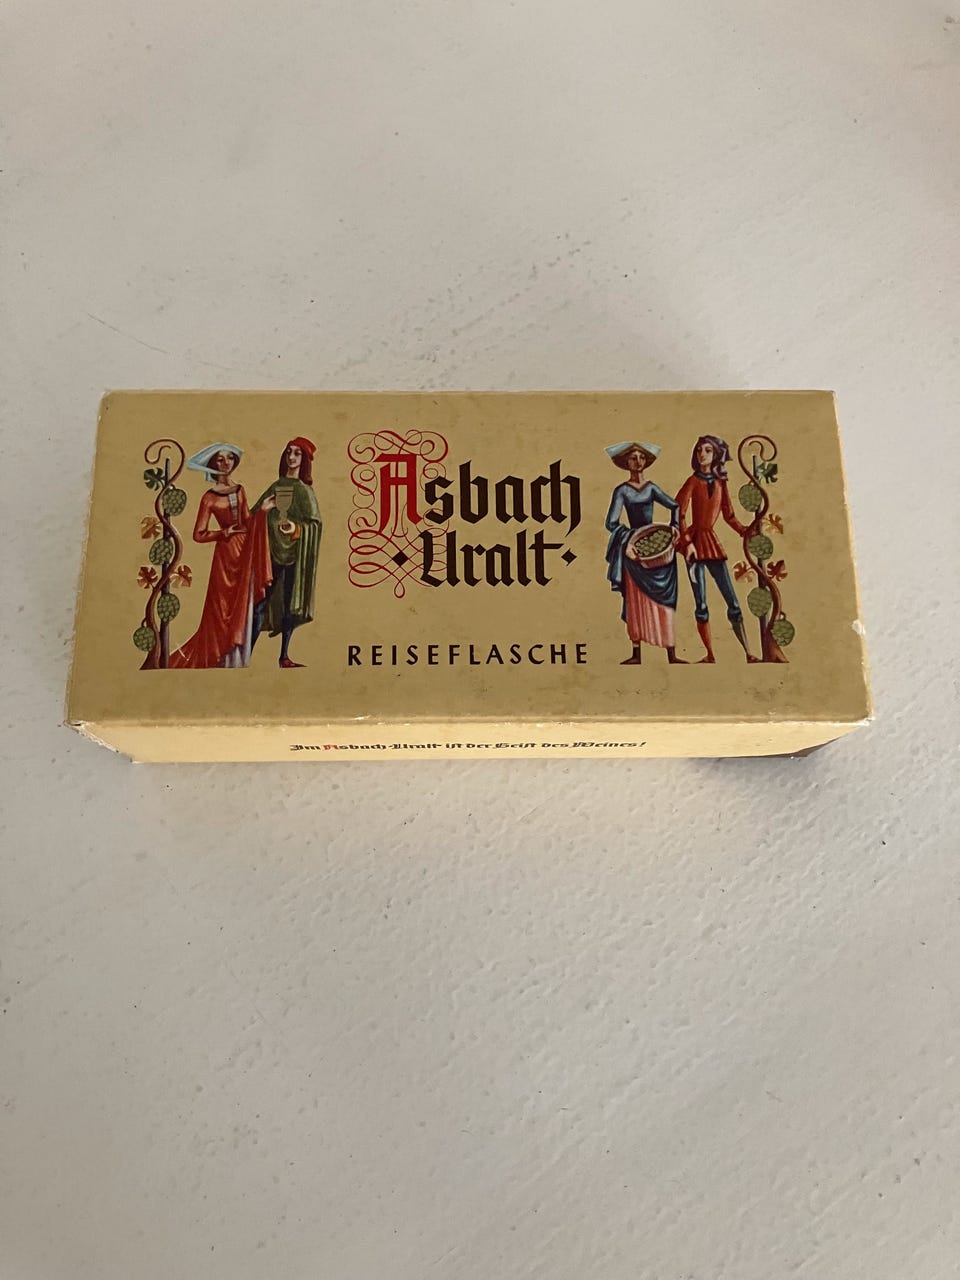 Asbach
·Uralt·
REISEFLASCHE
Im Asbach-Uralt ist der Geist des Weines!